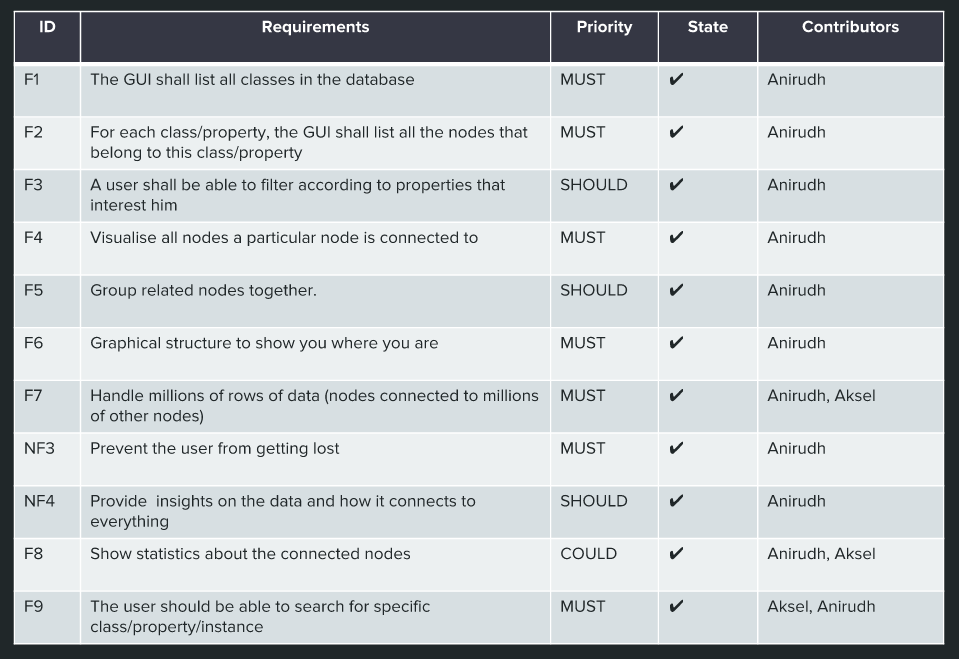 ID Requirements Priority State Contributors
F1 The GUI shall list all classes in the database MUST ✔ Anirudh
F2 For each class/property, the GUI shall list all the nodes that MUST ✔ Anirudh
belong to this class/property
F3 A user shall be able to filter according to properties that SHOULD ✔ Anirudh
interest him
F4 Visualise all nodes a particular node is connected to MUST ✔ Anirudh
F5 Group related nodes together. SHOULD ✔ Anirudh
F6 Graphical structure to show you where you are MUST ✔ Anirudh
F7 Handle millions of rows of data (nodes connected to millions MUST ✔ Anirudh, Aksel
of other nodes)
NF3 Prevent the user from getting lost MUST ✔ Anirudh
NF4 Provide  insights on the data and how it connects to SHOULD ✔ Anirudh
everything
F8 Show statistics about the connected nodes COULD ✔ Anirudh, Aksel
F9 The user should be able to search for specific MUST ✔ Aksel, Anirudh
class/property/instance